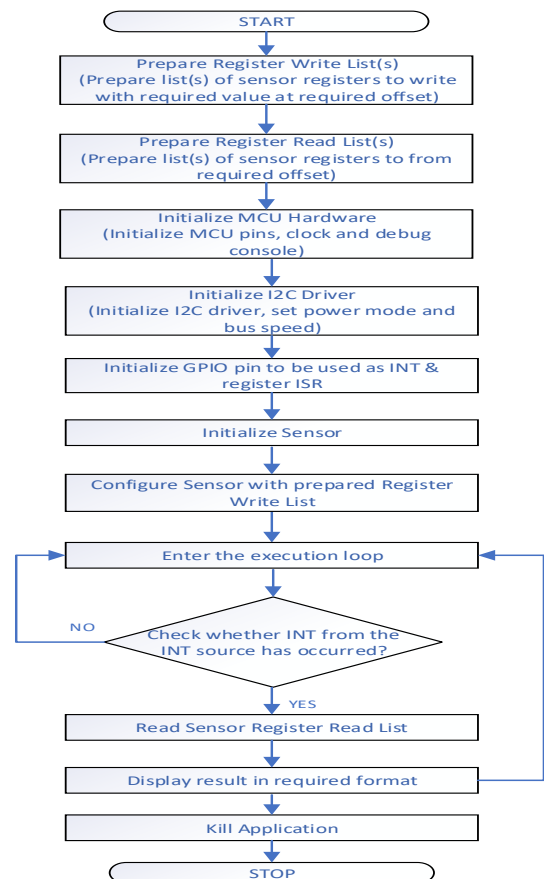 START
Prepare Register Write List(s)
(Prepare list(s) of sensor registers to write
with required value at required offset)
Prepare Register Read List(s)
(Prepare list(s) of sensor registers to from
required offset)
Initialize MCU Hardware
(Initialize MCU pins, clock and debug
console)
Initialize I2C Driver
(Initialize I2C driver, set power mode and
bus speed)
Initialize GPIO pin to be used as INT &
register ISR
Initialize Sensor
Configure Sensor with prepared Register
Write List
Enter the execution loop
NO
Check whether INT from the
INT source has occurred?
YES
Read Sensor Register Read List
Display result in required format
Kill Application
STOP